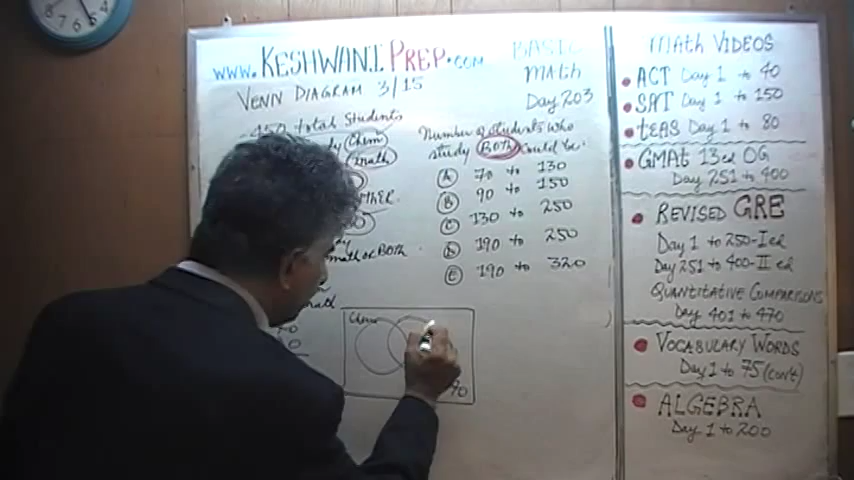 www.KESHWANI PREP.com
BASIC
Math
Day 203
VENN DIAGRAM 3/15
450 total Students
study Chem
math
NUMBER of students who
study BOTH could be:
A 70 to 130
B 90 to 150
C 130 to 250
D 190 to 250
E 190 to 320
math or BOTH
math
Chem
90
Math VIDEOS
ACT Day 1 to 40
SAT Day 1 to 150
tEAS Day 1 to 80
GMAt 13ed OG
Day 251 to 400
REVISED GRE
Day 1 to 250-I ed
Day 251 to 400-II ed
QUANTITATIVE COMPARISONS
Day 401 to 470
VOCABULARY WORDS
Day 1 to 75 (con't)
ALGEBRA
Day 1 to 200